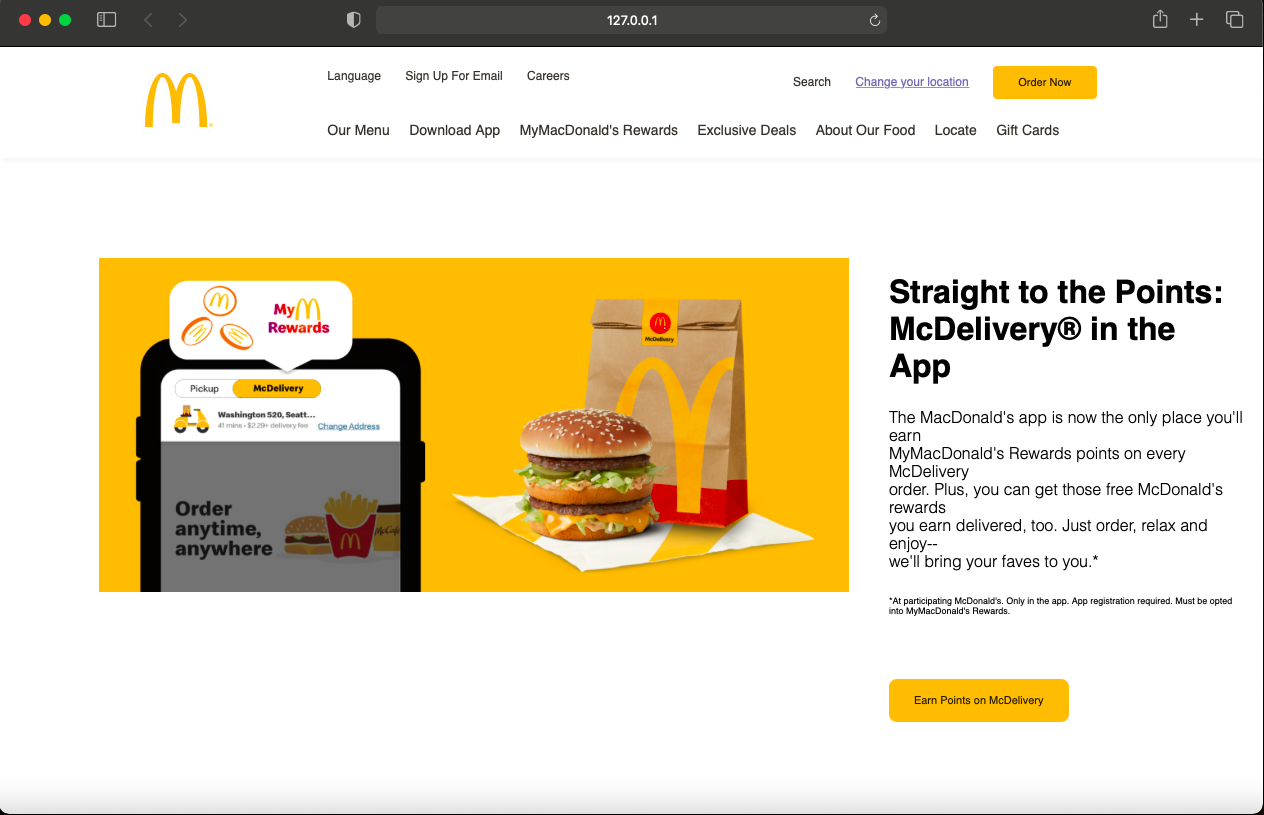 127.0.0.1
Language Sign Up For Email Careers
Search Change your location Order Now
Our Menu Download App MyMacDonald's Rewards Exclusive Deals About Our Food Locate Gift Cards
My
Rewards
Pickup McDelivery
Washington 520, Seatt...
41 mins • $2.29+ delivery fee Change Address
Order
anytime,
anywhere
McCafé
McDelivery
Straight to the Points:
McDelivery® in the
App
The MacDonald's app is now the only place you'll
earn
MyMacDonald's Rewards points on every
McDelivery
order. Plus, you can get those free McDonald's
rewards
you earn delivered, too. Just order, relax and
enjoy--
we'll bring your faves to you.*
*At participating McDonald's. Only in the app. App registration required. Must be opted
into MyMacDonald's Rewards.
Earn Points on McDelivery